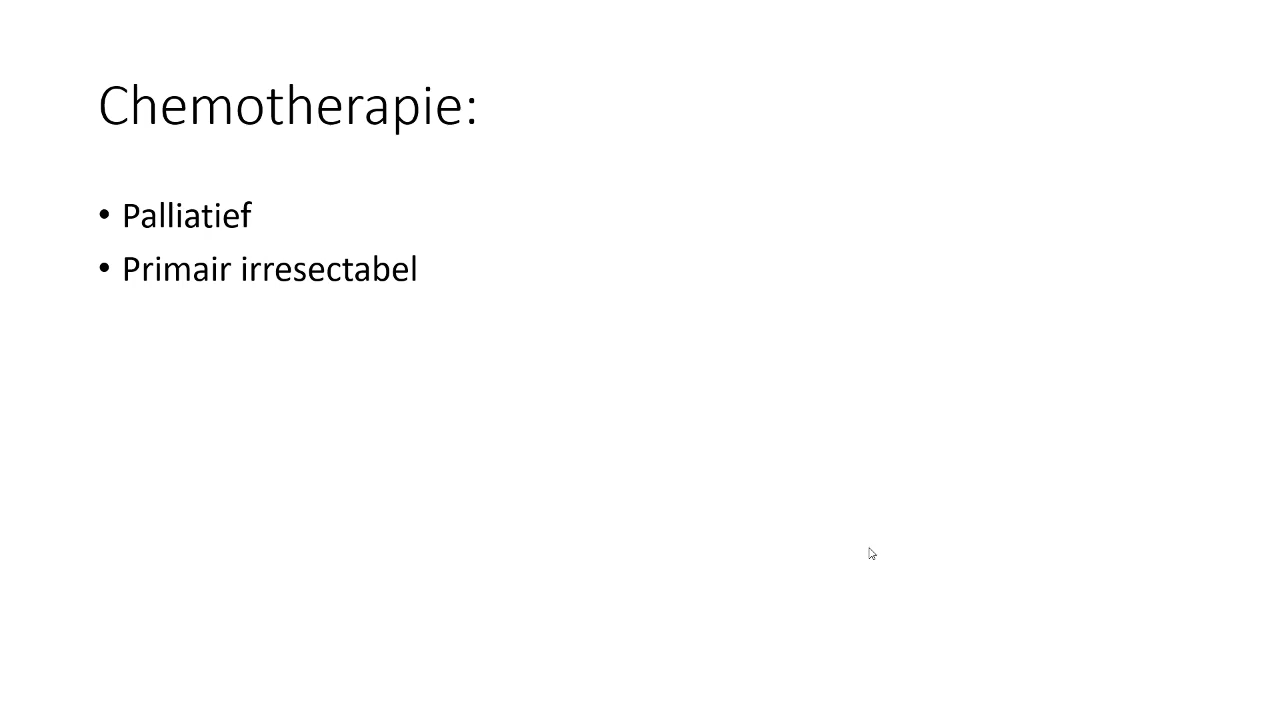 Chemotherapie:
• Palliatief
• Primair irresectabel